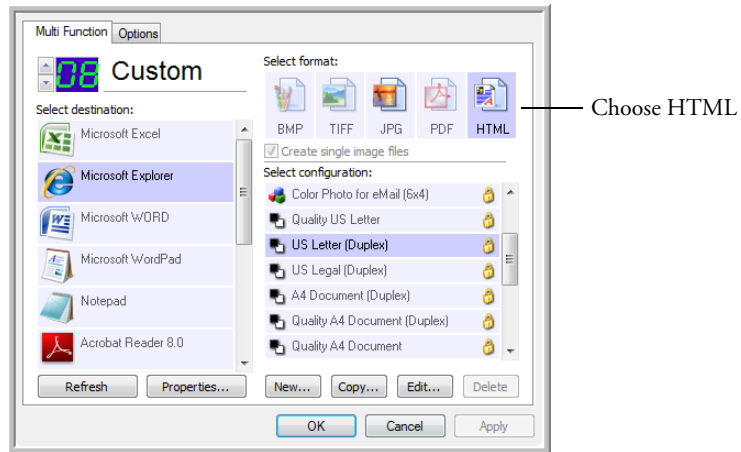 Multi Function Options
08 Custom
Select destination:
Microsoft Excel
Microsoft Explorer
Microsoft WORD
Microsoft WordPad
Notepad
Acrobat Reader 8.0
Refresh Properties...
Select format:
BMP TIFF JPG PDF HTML
Create single image files
Select configuration:
Color Photo for eMail (6x4)
Quality US Letter
US Letter (Duplex)
US Legal (Duplex)
A4 Document (Duplex)
Quality A4 Document (Duplex)
Quality A4 Document
New... Copy... Edit... Delete
OK Cancel Apply
Choose HTML